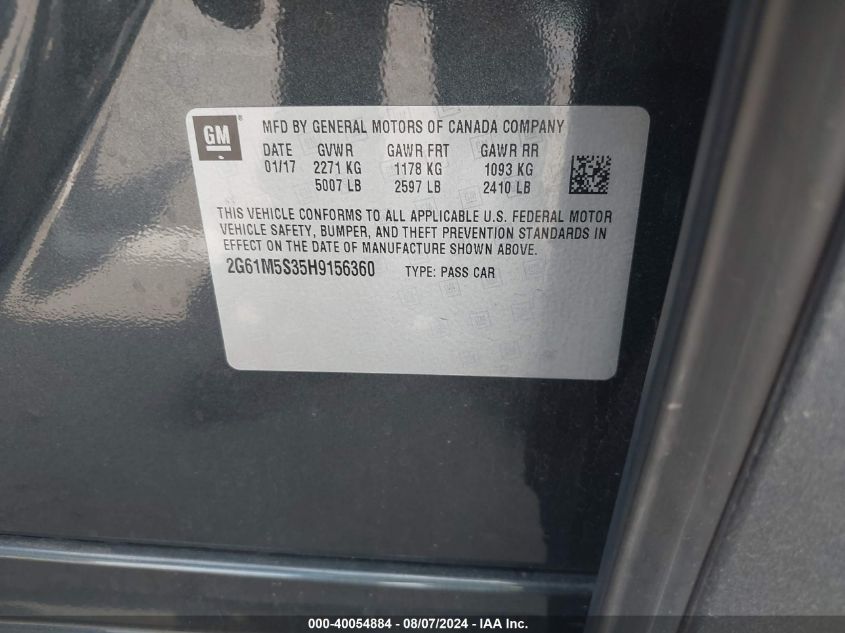 GM ®
MFD BY GENERAL MOTORS OF CANADA COMPANY
DATE GVWR GAWR FRT GAWR RR
01/17 2271 KG 1178 KG 1093 KG
5007 LB 2597 LB 2410 LB
THIS VEHICLE CONFORMS TO ALL APPLICABLE U.S. FEDERAL MOTOR
VEHICLE SAFETY, BUMPER, AND THEFT PREVENTION STANDARDS IN
EFFECT ON THE DATE OF MANUFACTURE SHOWN ABOVE.
2G61M5S35H9156360 TYPE: PASS CAR
000-40054884 - 08/07/2024 - IAA Inc.